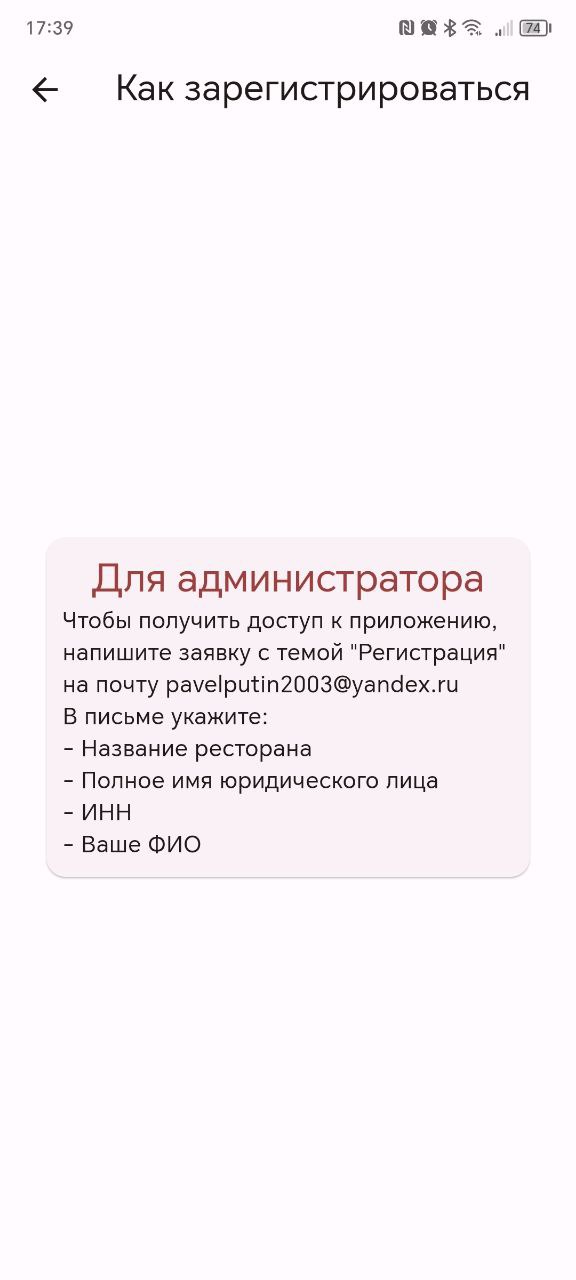 17:39
74
Как зарегистрироваться
Для администратора
Чтобы получить доступ к приложению,
напишите заявку с темой "Регистрация"
на почту pavelputin2003@yandex.ru
В письме укажите:
- Название ресторана
- Полное имя юридического лица
- ИНН
- Ваше ФИО